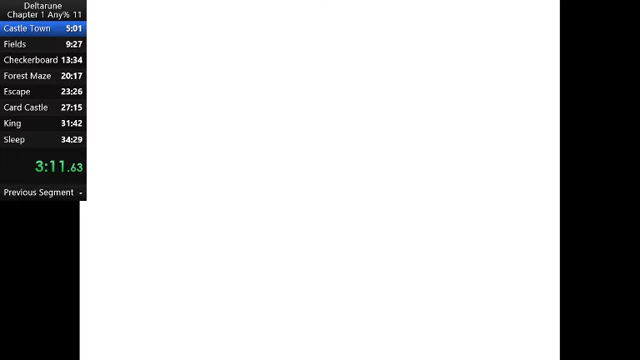 Deltarune
Chapter 1 Any% 11
Castle Town 5:01
Fields 9:27
Checkerboard 13:34
Forest Maze 20:17
Escape 23:26
Card Castle 27:15
King 31:42
Sleep 34:29
3:11.63
Previous Segment -